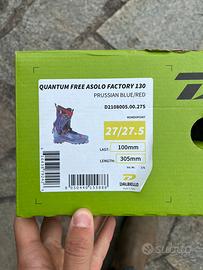 QUANTUM FREE ASOLO FACTORY 130
PRUSSIAN BLUE/RED
D2108005.00.275
MONDOPOINT
27/27.5
LAST: 100mm
LENGTH: 305mm
DALBELLO
Subito